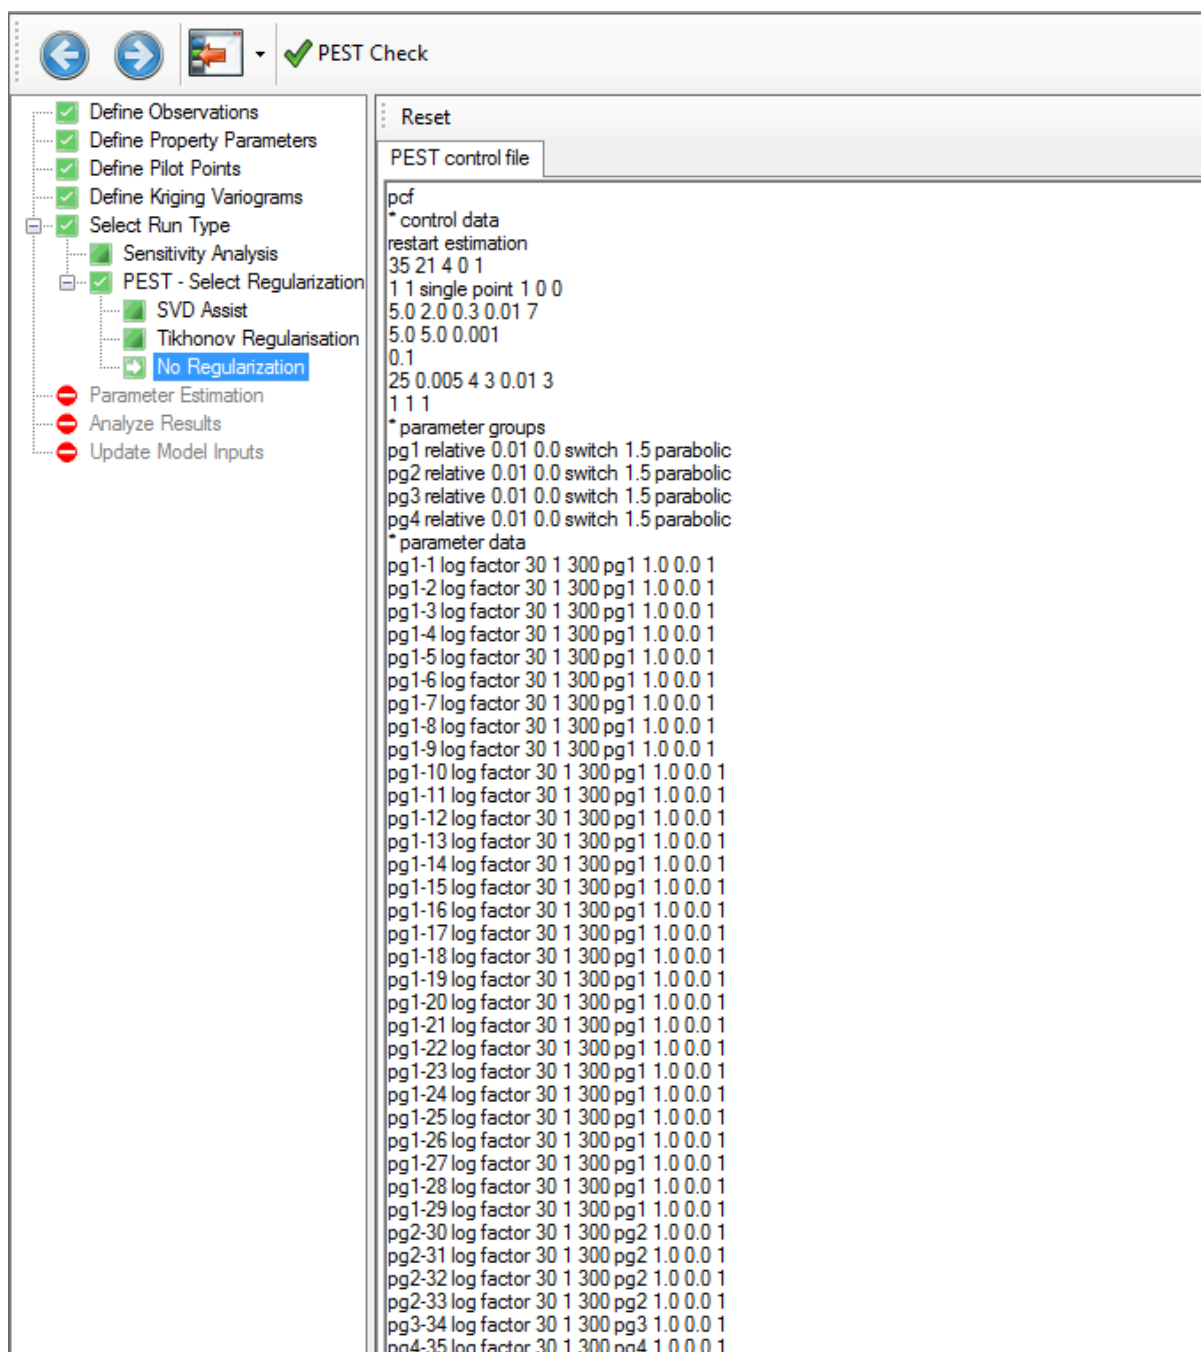 PEST Check
Define Observations
Define Property Parameters
Define Pilot Points
Define Kriging Variograms
Select Run Type
Sensitivity Analysis
PEST - Select Regularization
SVD Assist
Tikhonov Regularisation
No Regularization
Parameter Estimation
Analyze Results
Update Model Inputs
Reset
PEST control file
pcf
* control data
restart estimation
35 21 4 0 1
1 1 single point 1 0 0
5.0 2.0 0.3 0.01 7
5.0 5.0 0.001
0.1
25 0.005 4 3 0.01 3
1 1 1
* parameter groups
pg1 relative 0.01 0.0 switch 1.5 parabolic
pg2 relative 0.01 0.0 switch 1.5 parabolic
pg3 relative 0.01 0.0 switch 1.5 parabolic
pg4 relative 0.01 0.0 switch 1.5 parabolic
* parameter data
pg1-1 log factor 30 1 300 pg1 1.0 0.0 1
pg1-2 log factor 30 1 300 pg1 1.0 0.0 1
pg1-3 log factor 30 1 300 pg1 1.0 0.0 1
pg1-4 log factor 30 1 300 pg1 1.0 0.0 1
pg1-5 log factor 30 1 300 pg1 1.0 0.0 1
pg1-6 log factor 30 1 300 pg1 1.0 0.0 1
pg1-7 log factor 30 1 300 pg1 1.0 0.0 1
pg1-8 log factor 30 1 300 pg1 1.0 0.0 1
pg1-9 log factor 30 1 300 pg1 1.0 0.0 1
pg1-10 log factor 30 1 300 pg1 1.0 0.0 1
pg1-11 log factor 30 1 300 pg1 1.0 0.0 1
pg1-12 log factor 30 1 300 pg1 1.0 0.0 1
pg1-13 log factor 30 1 300 pg1 1.0 0.0 1
pg1-14 log factor 30 1 300 pg1 1.0 0.0 1
pg1-15 log factor 30 1 300 pg1 1.0 0.0 1
pg1-16 log factor 30 1 300 pg1 1.0 0.0 1
pg1-17 log factor 30 1 300 pg1 1.0 0.0 1
pg1-18 log factor 30 1 300 pg1 1.0 0.0 1
pg1-19 log factor 30 1 300 pg1 1.0 0.0 1
pg1-20 log factor 30 1 300 pg1 1.0 0.0 1
pg1-21 log factor 30 1 300 pg1 1.0 0.0 1
pg1-22 log factor 30 1 300 pg1 1.0 0.0 1
pg1-23 log factor 30 1 300 pg1 1.0 0.0 1
pg1-24 log factor 30 1 300 pg1 1.0 0.0 1
pg1-25 log factor 30 1 300 pg1 1.0 0.0 1
pg1-26 log factor 30 1 300 pg1 1.0 0.0 1
pg1-27 log factor 30 1 300 pg1 1.0 0.0 1
pg1-28 log factor 30 1 300 pg1 1.0 0.0 1
pg1-29 log factor 30 1 300 pg1 1.0 0.0 1
pg2-30 log factor 30 1 300 pg2 1.0 0.0 1
pg2-31 log factor 30 1 300 pg2 1.0 0.0 1
pg2-32 log factor 30 1 300 pg2 1.0 0.0 1
pg2-33 log factor 30 1 300 pg2 1.0 0.0 1
pg3-34 log factor 30 1 300 pg3 1.0 0.0 1
pg4-35 log factor 30 1 300 pg4 1.0 0.0 1